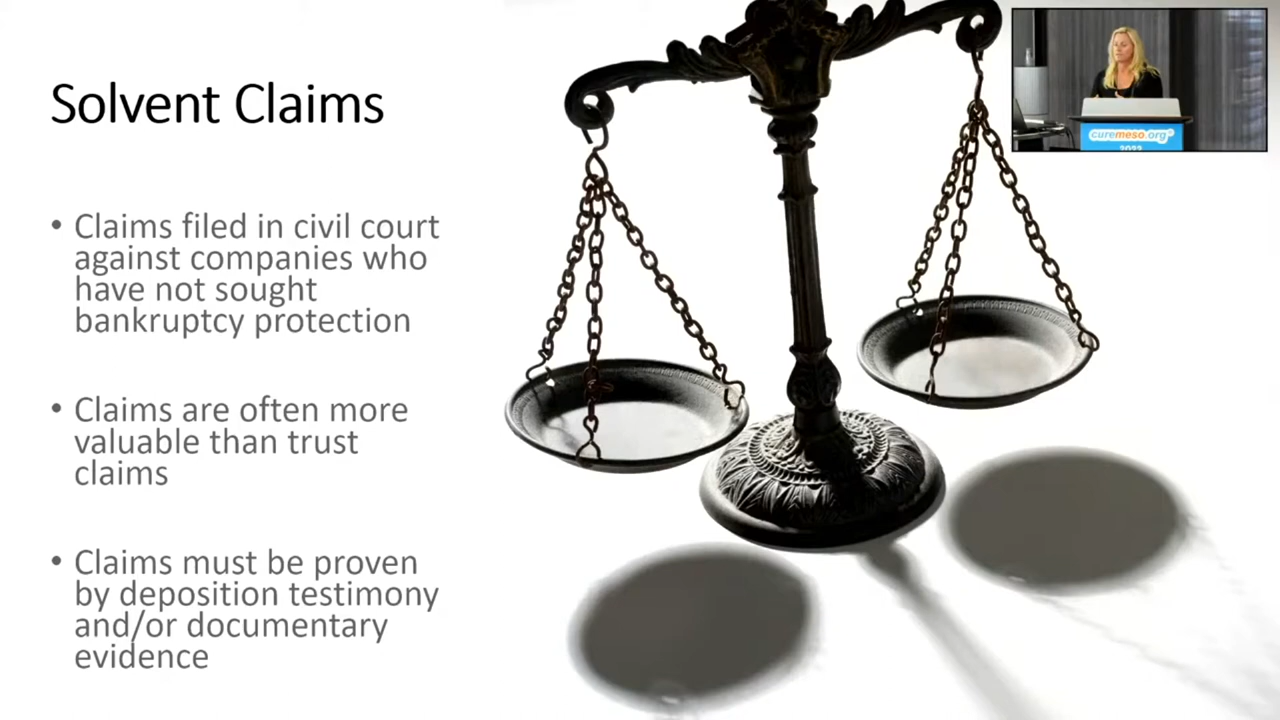 Solvent Claims
• Claims filed in civil court
against companies who
have not sought
bankruptcy protection
• Claims are often more
valuable than trust
claims
• Claims must be proven
by deposition testimony
and/or documentary
evidence
curemeso.org
2022